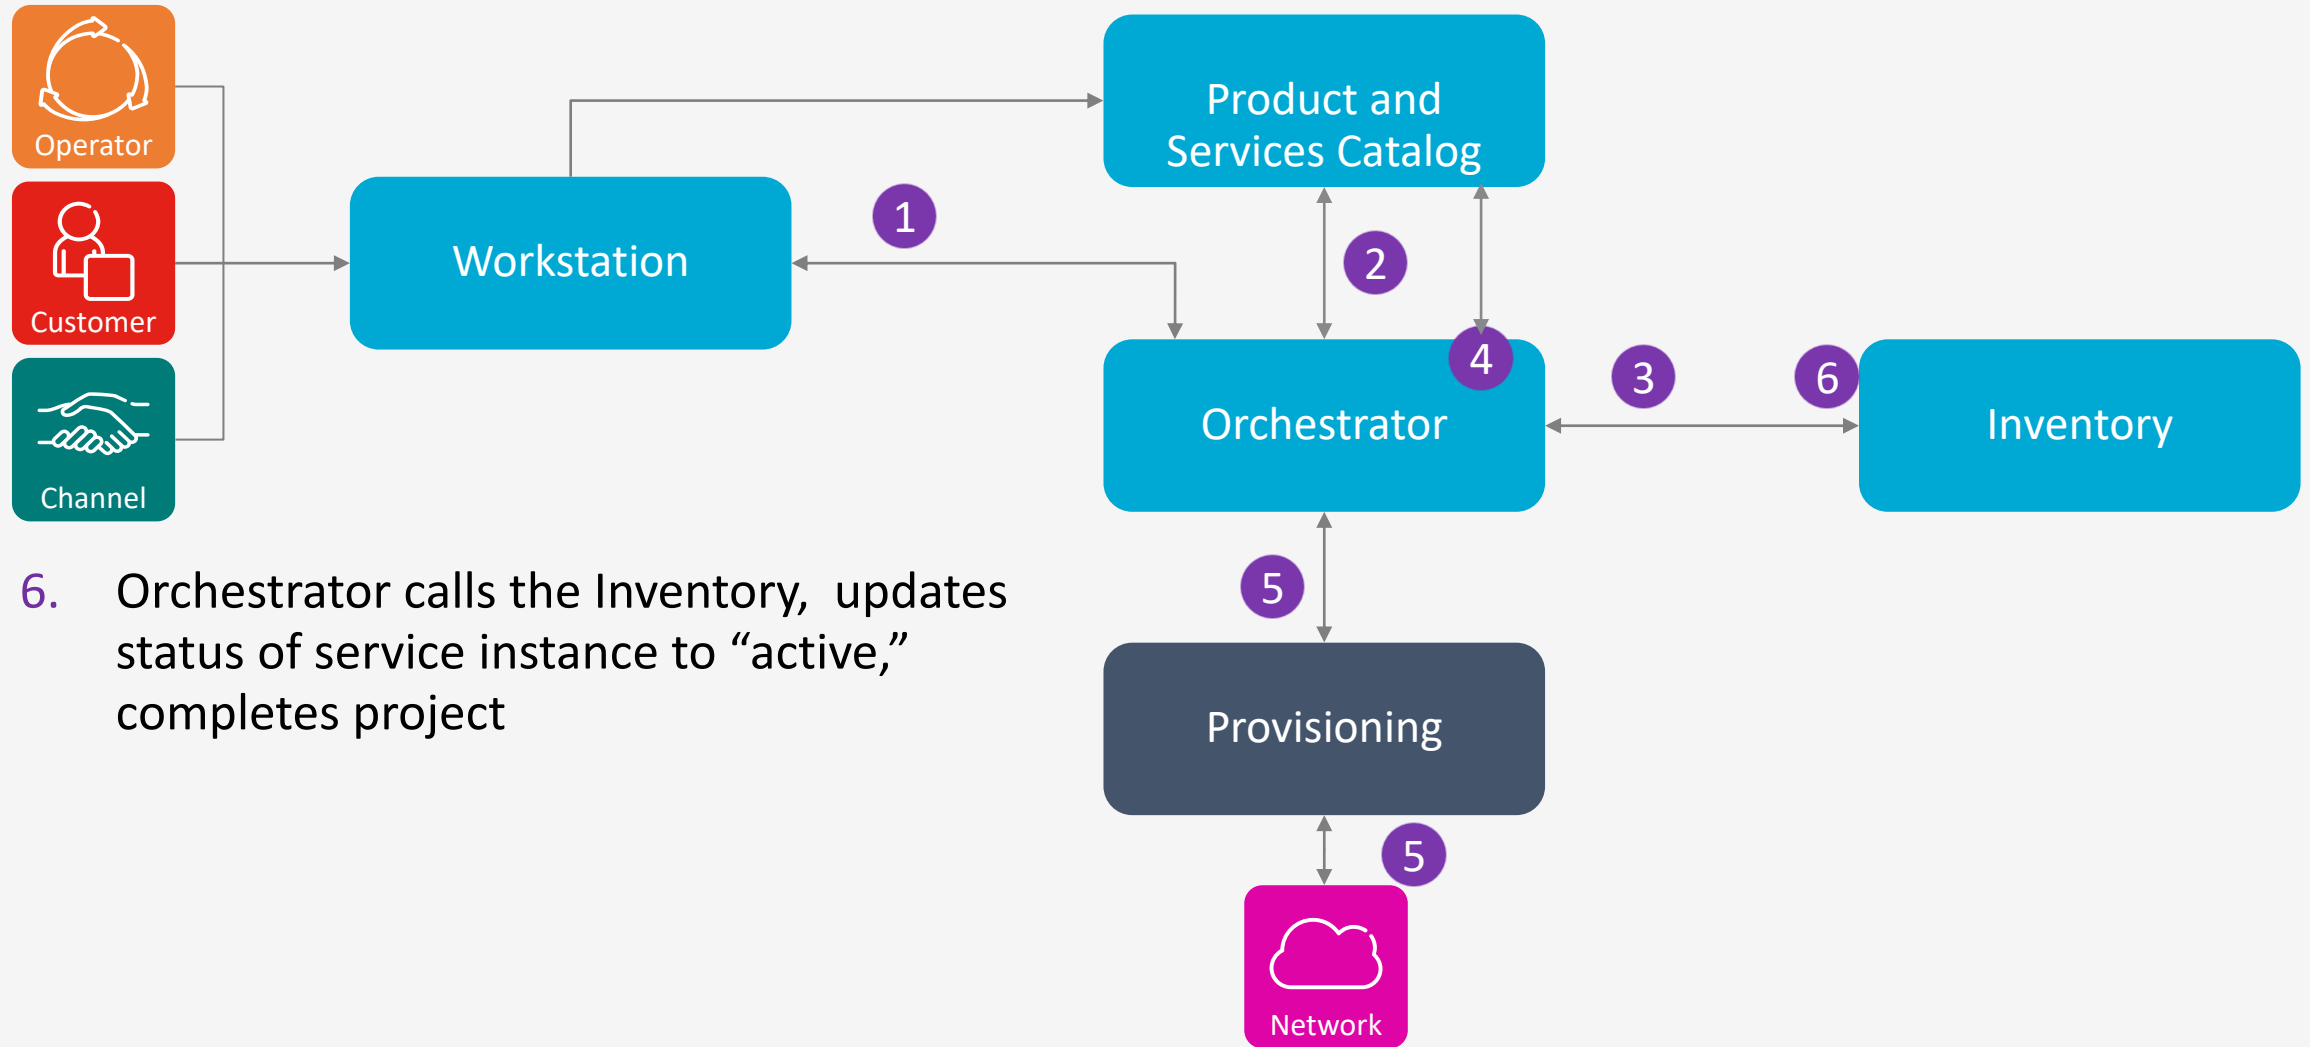 Operator
Customer
Channel
Workstation
Product and
Services Catalog
1
2
4
3
6
Orchestrator
Inventory
5
Provisioning
5
Network
6. Orchestrator calls the Inventory, updates
status of service instance to “active,”
completes project